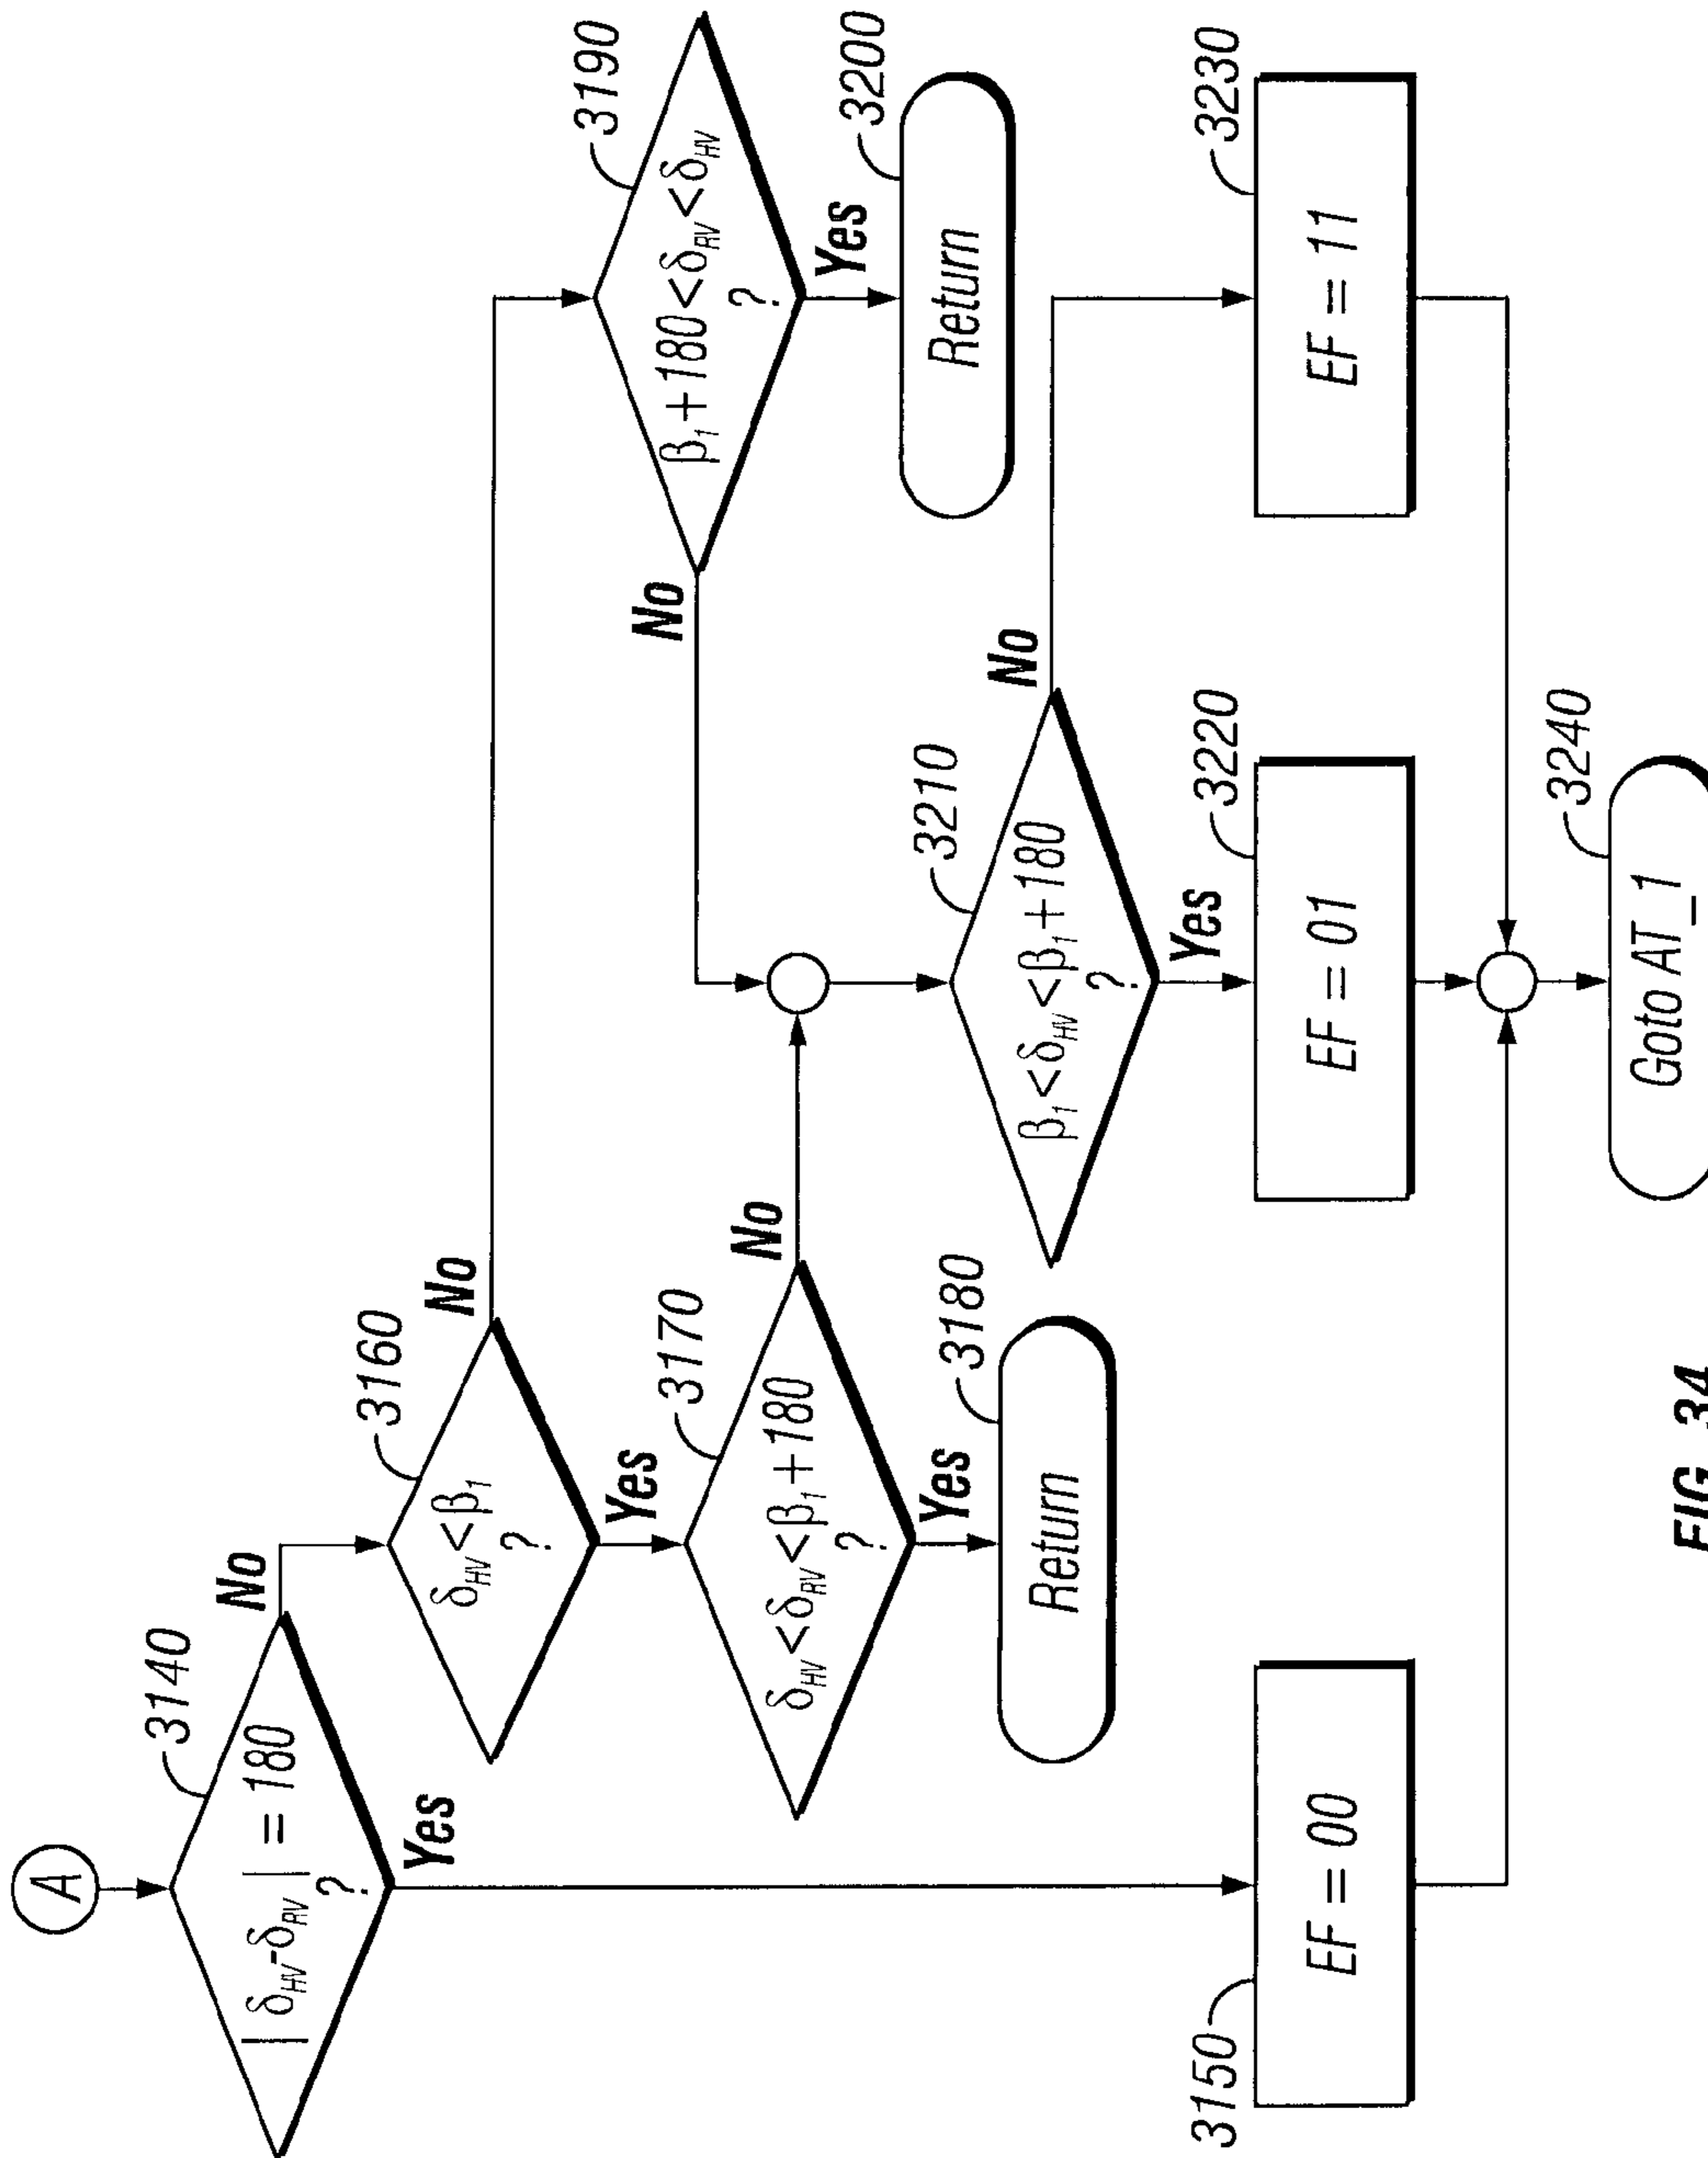 A
3140
| δHV-δRV | = 180
?
No
Yes
3160
δHV < β1
?
No
Yes
3170
δHV < δRV < β1 + 180
?
No
Yes
3180
Return
3190
β1 + 180 < δRV < δHV
?
No
Yes
3200
Return
3210
β1 < δHV < β1 + 180
?
No
Yes
3150
EF = 00
3220
EF = 01
3230
EF = 11
3240
Goto AT_1
FIG. 34